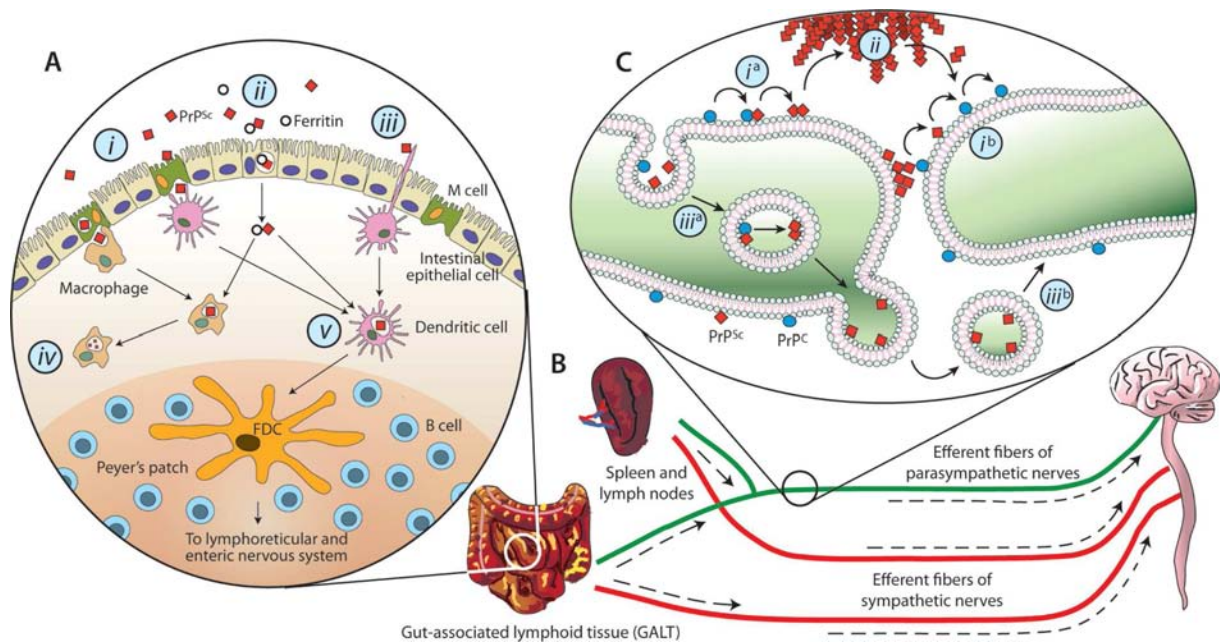 A
i
PrPSc
ii
Ferritin
iii
M cell
Intestinal
epithelial cell
Macrophage
iv
v
Dendritic cell
FDC
B cell
Peyer's patch
To lymphoreticular and
enteric nervous system
C
iᵃ
ii
iᵇ
iiiᵃ
iiiᵇ
PrPSc
PrPC
B
Spleen and
lymph nodes
Efferent fibers of
parasympathetic nerves
Efferent fibers of
sympathetic nerves
Gut-associated lymphoid tissue (GALT)